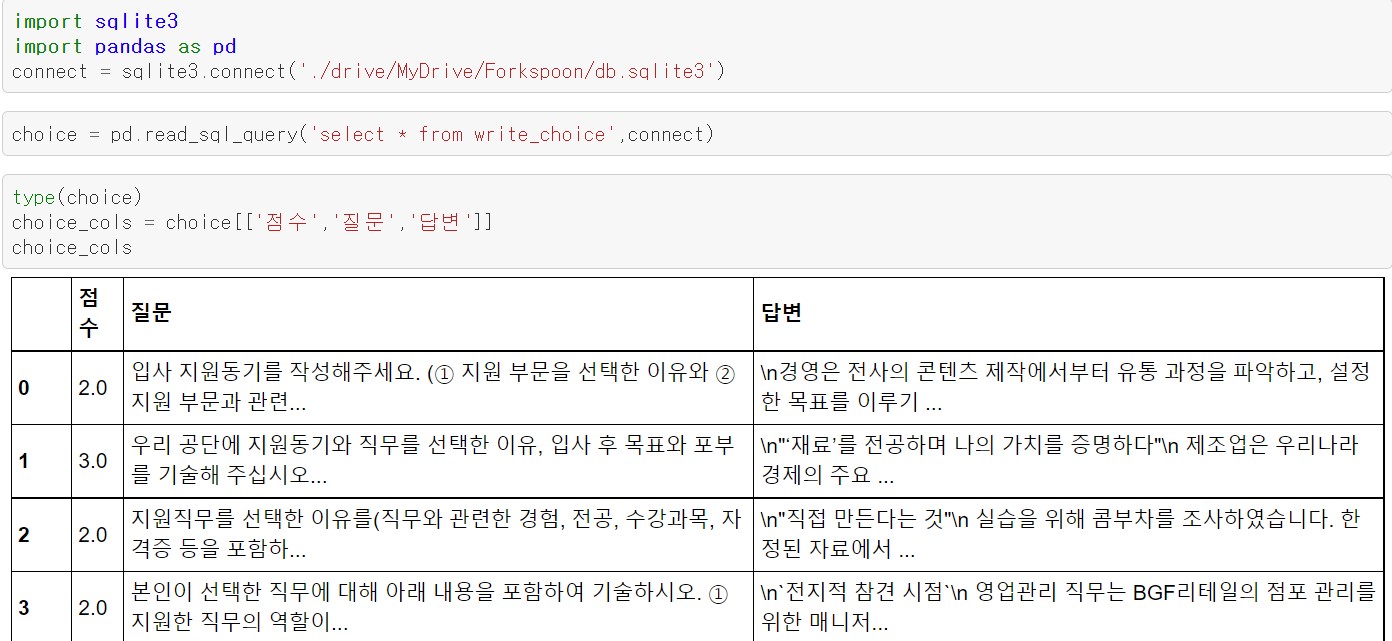 import sqlite3
import pandas as pd
connect = sqlite3.connect('./drive/MyDrive/Forkspoon/db.sqlite3')
choice = pd.read_sql_query('select * from write_choice',connect)
type(choice)
choice_cols = choice[['점수','질문','답변']]
choice_cols
점수 질문 답변
0 2.0 입사 지원동기를 작성해주세요. (① 지원 부문을 선택한 이유와 ② 지원 부문과 관련... \n경영은 전사의 콘텐츠 제작에서부터 유통 과정을 파악하고, 설정한 목표를 이루기 ...
1 3.0 우리 공단에 지원동기와 직무를 선택한 이유, 입사 후 목표와 포부를 기술해 주십시오... \n"‘재료’를 전공하며 나의 가치를 증명하다"\n 제조업은 우리나라 경제의 주요 ...
2 2.0 지원직무를 선택한 이유를(직무와 관련한 경험, 전공, 수강과목, 자격증 등을 포함하... \n"직접 만든다는 것"\n 실습을 위해 콤부차를 조사하였습니다. 한정된 자료에서 ...
3 2.0 본인이 선택한 직무에 대해 아래 내용을 포함하여 기술하시오. ① 지원한 직무의 역할이... \n`전지적 참견 시점`\n 영업관리 직무는 BGF리테일의 점포 관리를 위한 매니저...